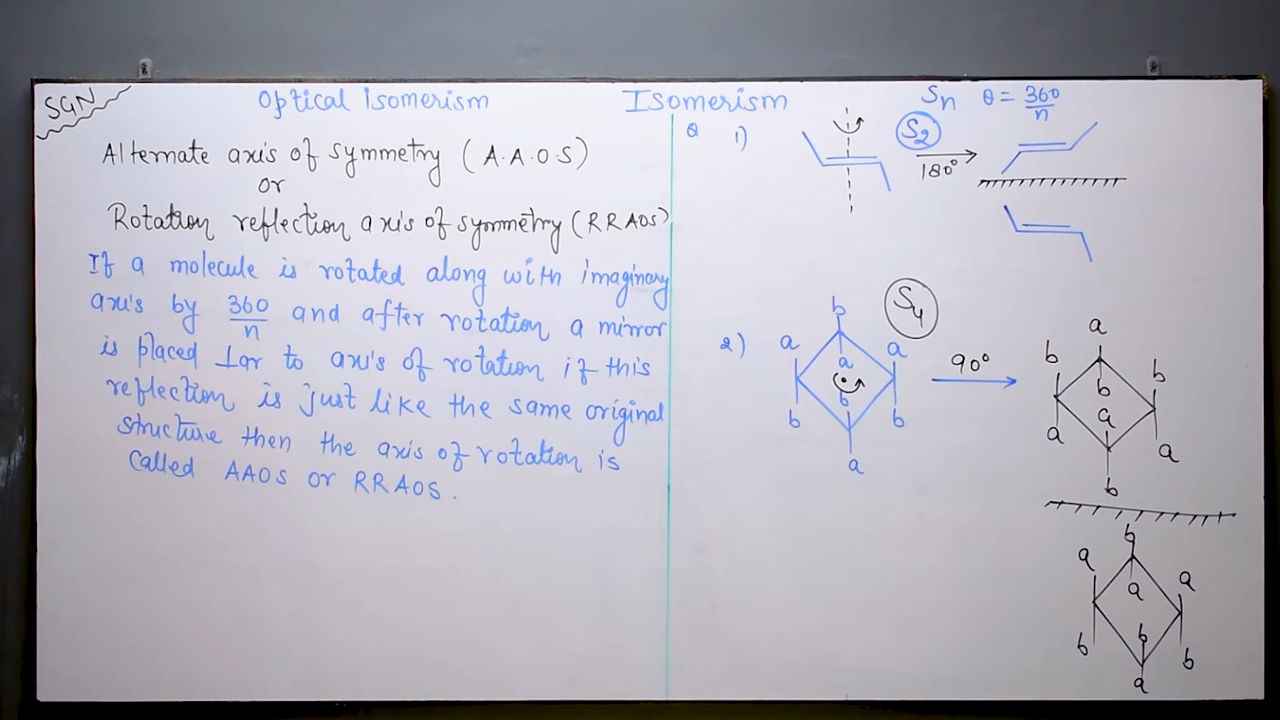 SGN
Optical Isomerism
Isomerism
Alternate axis of symmetry (A.A.O.S)
or
Rotation reflection axis of symmetry (RRAOS)
If a molecule is rotated along with imaginary
axis by 360/n and after rotation a mirror
is placed ⊥ar to axis of rotation if this
reflection is just like the same original
structure then the axis of rotation is
called AAOS or RRAOS.
Sn θ = 360/n
Q 1)
S2
180°
2)
S4
90°
b
a a
a
b
b b
a
a
b b
b
a
a a
b
b
a a
a
b
b b
a